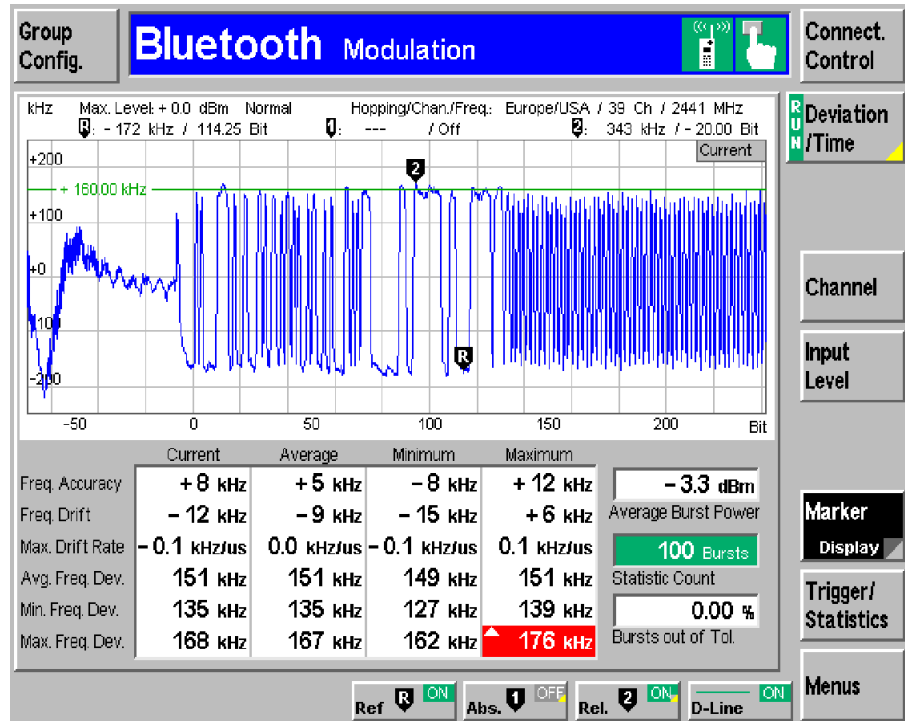 Group Config.
Bluetooth Modulation
Connect. Control
kHz Max. Level: + 0.0 dBm Normal Hopping/Chan./Freq.: Europe/USA / 39 Ch / 2441 MHz
R: - 172 kHz / 114.25 Bit 1: --- / Off 2: 343 kHz / - 20.00 Bit
RUN
Deviation /Time
Current
+200
2
+ 160.00 kHz
+100
+0
-10
R
-200
-50 0 50 100 150 200 Bit
Channel
Input Level
Current Average Minimum Maximum
Freq. Accuracy + 8 kHz + 5 kHz - 8 kHz + 12 kHz - 3.3 dBm
Freq. Drift - 12 kHz - 9 kHz - 15 kHz + 6 kHz Average Burst Power
Max. Drift Rate - 0.1 kHz/us 0.0 kHz/us - 0.1 kHz/us 0.1 kHz/us 100 Bursts
Avg. Freq. Dev. 151 kHz 151 kHz 149 kHz 151 kHz Statistic Count
Min. Freq. Dev. 135 kHz 135 kHz 127 kHz 139 kHz 0.00 %
Max. Freq. Dev. 168 kHz 167 kHz 162 kHz 176 kHz Bursts out of Tol.
Marker
Display
Trigger/ Statistics
Menus
Ref R ON Abs. 1 OFF Rel. 2 ON D-Line ON